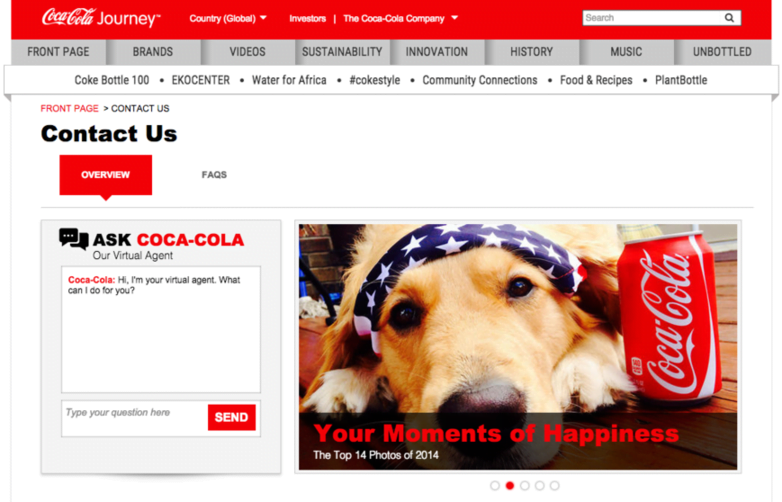 Coca-Cola Journey™
Country (Global)
Investors | The Coca-Cola Company
Search
FRONT PAGE
BRANDS
VIDEOS
SUSTAINABILITY
INNOVATION
HISTORY
MUSIC
UNBOTTLED
Coke Bottle 100 • EKOCENTER • Water for Africa • #cokestyle • Community Connections • Food & Recipes • PlantBottle
FRONT PAGE > CONTACT US
Contact Us
OVERVIEW
FAQS
ASK COCA-COLA
Our Virtual Agent
Coca-Cola: Hi, I'm your virtual agent. What
can I do for you?
Type your question here
SEND
Coca-Cola
Your Moments of Happiness
The Top 14 Photos of 2014